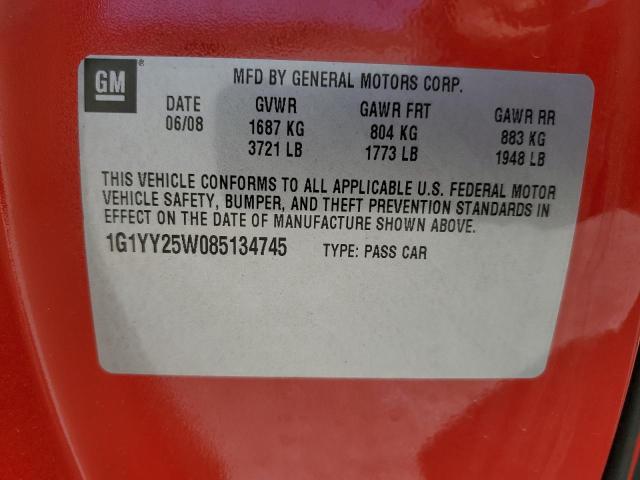 GM ®
MFD BY GENERAL MOTORS CORP.
DATE GVWR GAWR FRT GAWR RR
06/08 1687 KG 804 KG 883 KG
3721 LB 1773 LB 1948 LB
THIS VEHICLE CONFORMS TO ALL APPLICABLE U.S. FEDERAL MOTOR
VEHICLE SAFETY, BUMPER, AND THEFT PREVENTION STANDARDS IN
EFFECT ON THE DATE OF MANUFACTURE SHOWN ABOVE.
1G1YY25W085134745 TYPE: PASS CAR